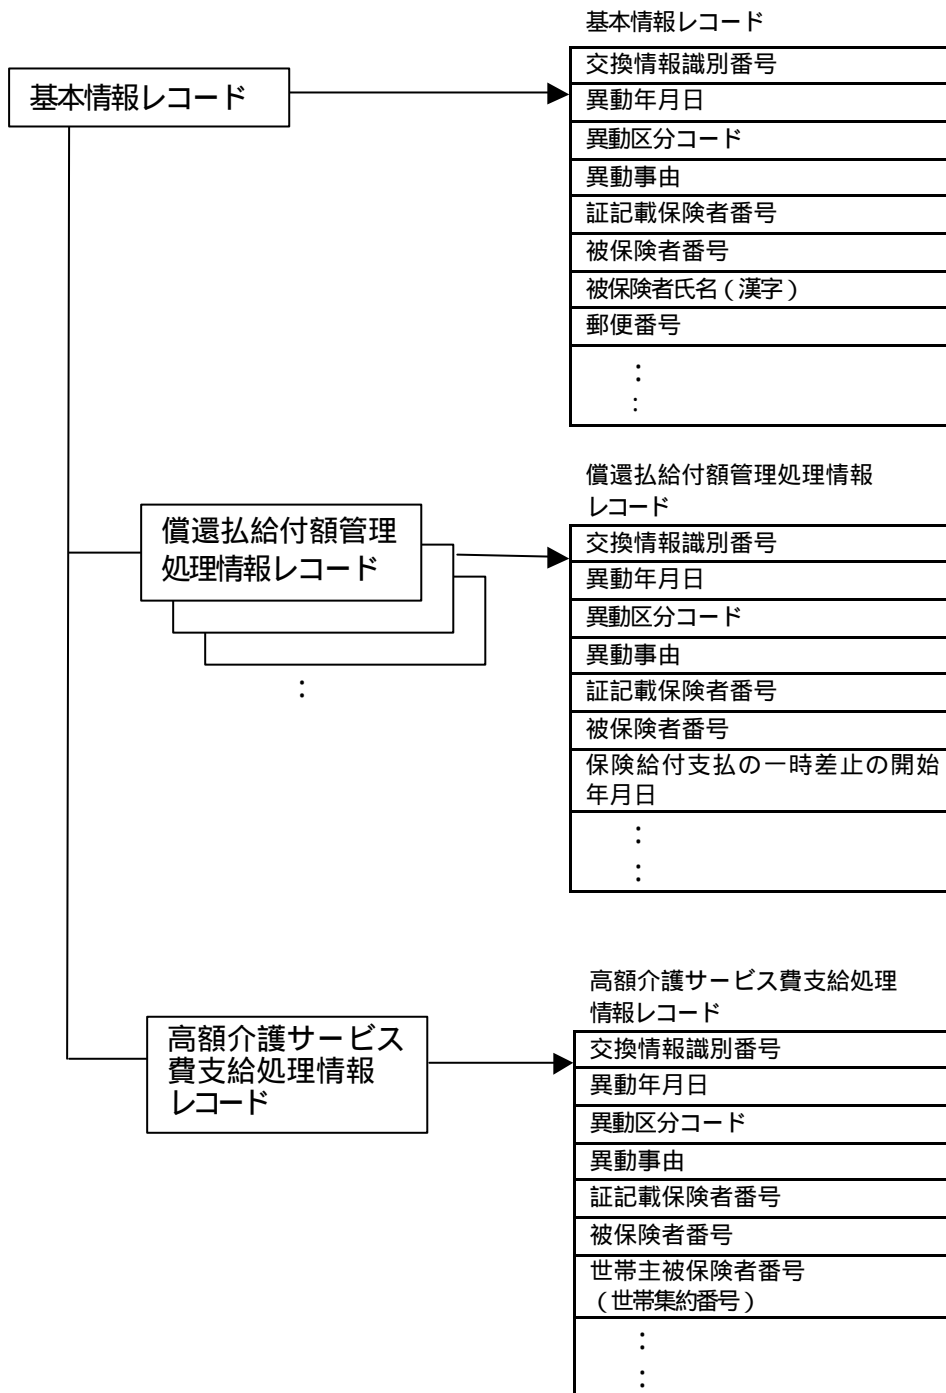 基本情報レコード
基本情報レコード
交換情報識別番号
異動年月日
異動区分コード
異動事由
証記載保険者番号
被保険者番号
被保険者氏名(漢字)
郵便番号
:
:
償還払給付額管理
処理情報レコード
:
償還払給付額管理処理情報
レコード
交換情報識別番号
異動年月日
異動区分コード
異動事由
証記載保険者番号
被保険者番号
保険給付支払の一時差止の開始
年月日
:
:
高額介護サービス
費支給処理情報
レコード
高額介護サービス費支給処理
情報レコード
交換情報識別番号
異動年月日
異動区分コード
異動事由
証記載保険者番号
被保険者番号
世帯主被保険者番号
(世帯集約番号)
:
: